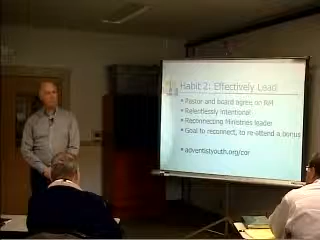 Habit 2: Effectively Lead
Pastor and board agree on RM
Relentlessly intentional
Reconnecting Ministries leader
Goal to reconnect, to re-attend a bonus
adventistyouth.org/cor